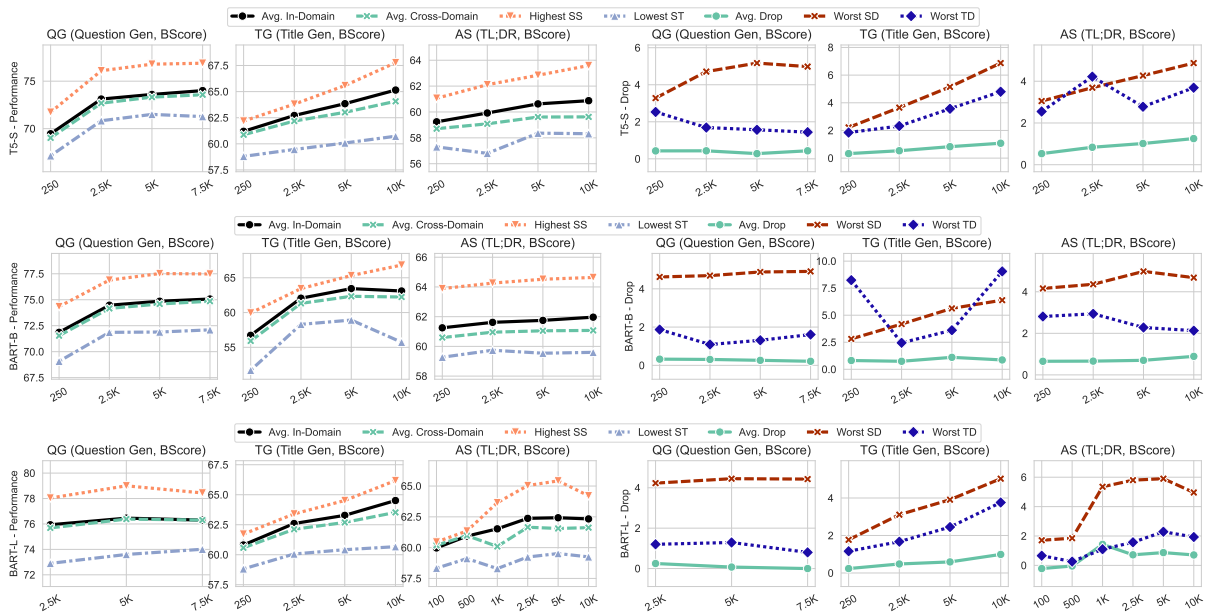 Avg. In-Domain Avg. Cross-Domain Highest SS Lowest ST Avg. Drop Worst SD Worst TD
QG (Question Gen, BScore) TG (Title Gen, BScore) AS (TL;DR, BScore) QG (Question Gen, BScore) TG (Title Gen, BScore) AS (TL;DR, BScore)
T5-S - Performance
75
70
250 2.5K 5K 7.5K
67.5
65.0
62.5
60.0
57.5
250 2.5K 5K 10K
64
62
60
58
56
250 2.5K 5K 10K
T5-S - Drop
6
4
2
0
250 2.5K 5K 7.5K
8
6
4
2
0
250 2.5K 5K 10K
4
2
0
250 2.5K 5K 10K
Avg. In-Domain Avg. Cross-Domain Highest SS Lowest ST Avg. Drop Worst SD Worst TD
QG (Question Gen, BScore) TG (Title Gen, BScore) AS (TL;DR, BScore) QG (Question Gen, BScore) TG (Title Gen, BScore) AS (TL;DR, BScore)
BART-B - Performance
77.5
75.0
72.5
70.0
67.5
250 2.5K 5K 7.5K
65
60
55
250 2.5K 5K 10K
66
64
62
60
58
250 2.5K 5K 10K
BART-B - Drop
4
2
0
250 2.5K 5K 7.5K
10.0
7.5
5.0
2.5
0.0
250 2.5K 5K 10K
4
2
0
250 2.5K 5K 10K
Avg. In-Domain Avg. Cross-Domain Highest SS Lowest ST Avg. Drop Worst SD Worst TD
QG (Question Gen, BScore) TG (Title Gen, BScore) AS (TL;DR, BScore) QG (Question Gen, BScore) TG (Title Gen, BScore) AS (TL;DR, BScore)
BART-L - Performance
80
78
76
74
72
2.5K 5K 7.5K
67.5
65.0
62.5
60.0
57.5
250 2.5K 5K 10K
65.0
62.5
60.0
57.5
100 500 1K 2.5K 5K 10K
BART-L - Drop
4
2
0
2.5K 5K 7.5K
4
2
0
250 2.5K 5K 10K
6
4
2
0
100 500 1K 2.5K 5K 10K